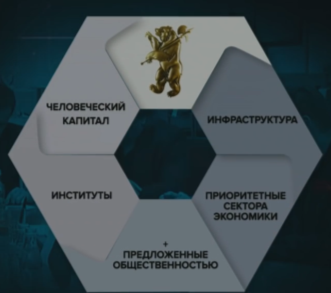 ЧЕЛОВЕЧЕСКИЙ
КАПИТАЛ
ИНФРАСТРУКТУРА
ИНСТИТУТЫ
ПРИОРИТЕТНЫЕ
СЕКТОРА
ЭКОНОМИКИ
+
ПРЕДЛОЖЕННЫЕ
ОБЩЕСТВЕННОСТЬЮ